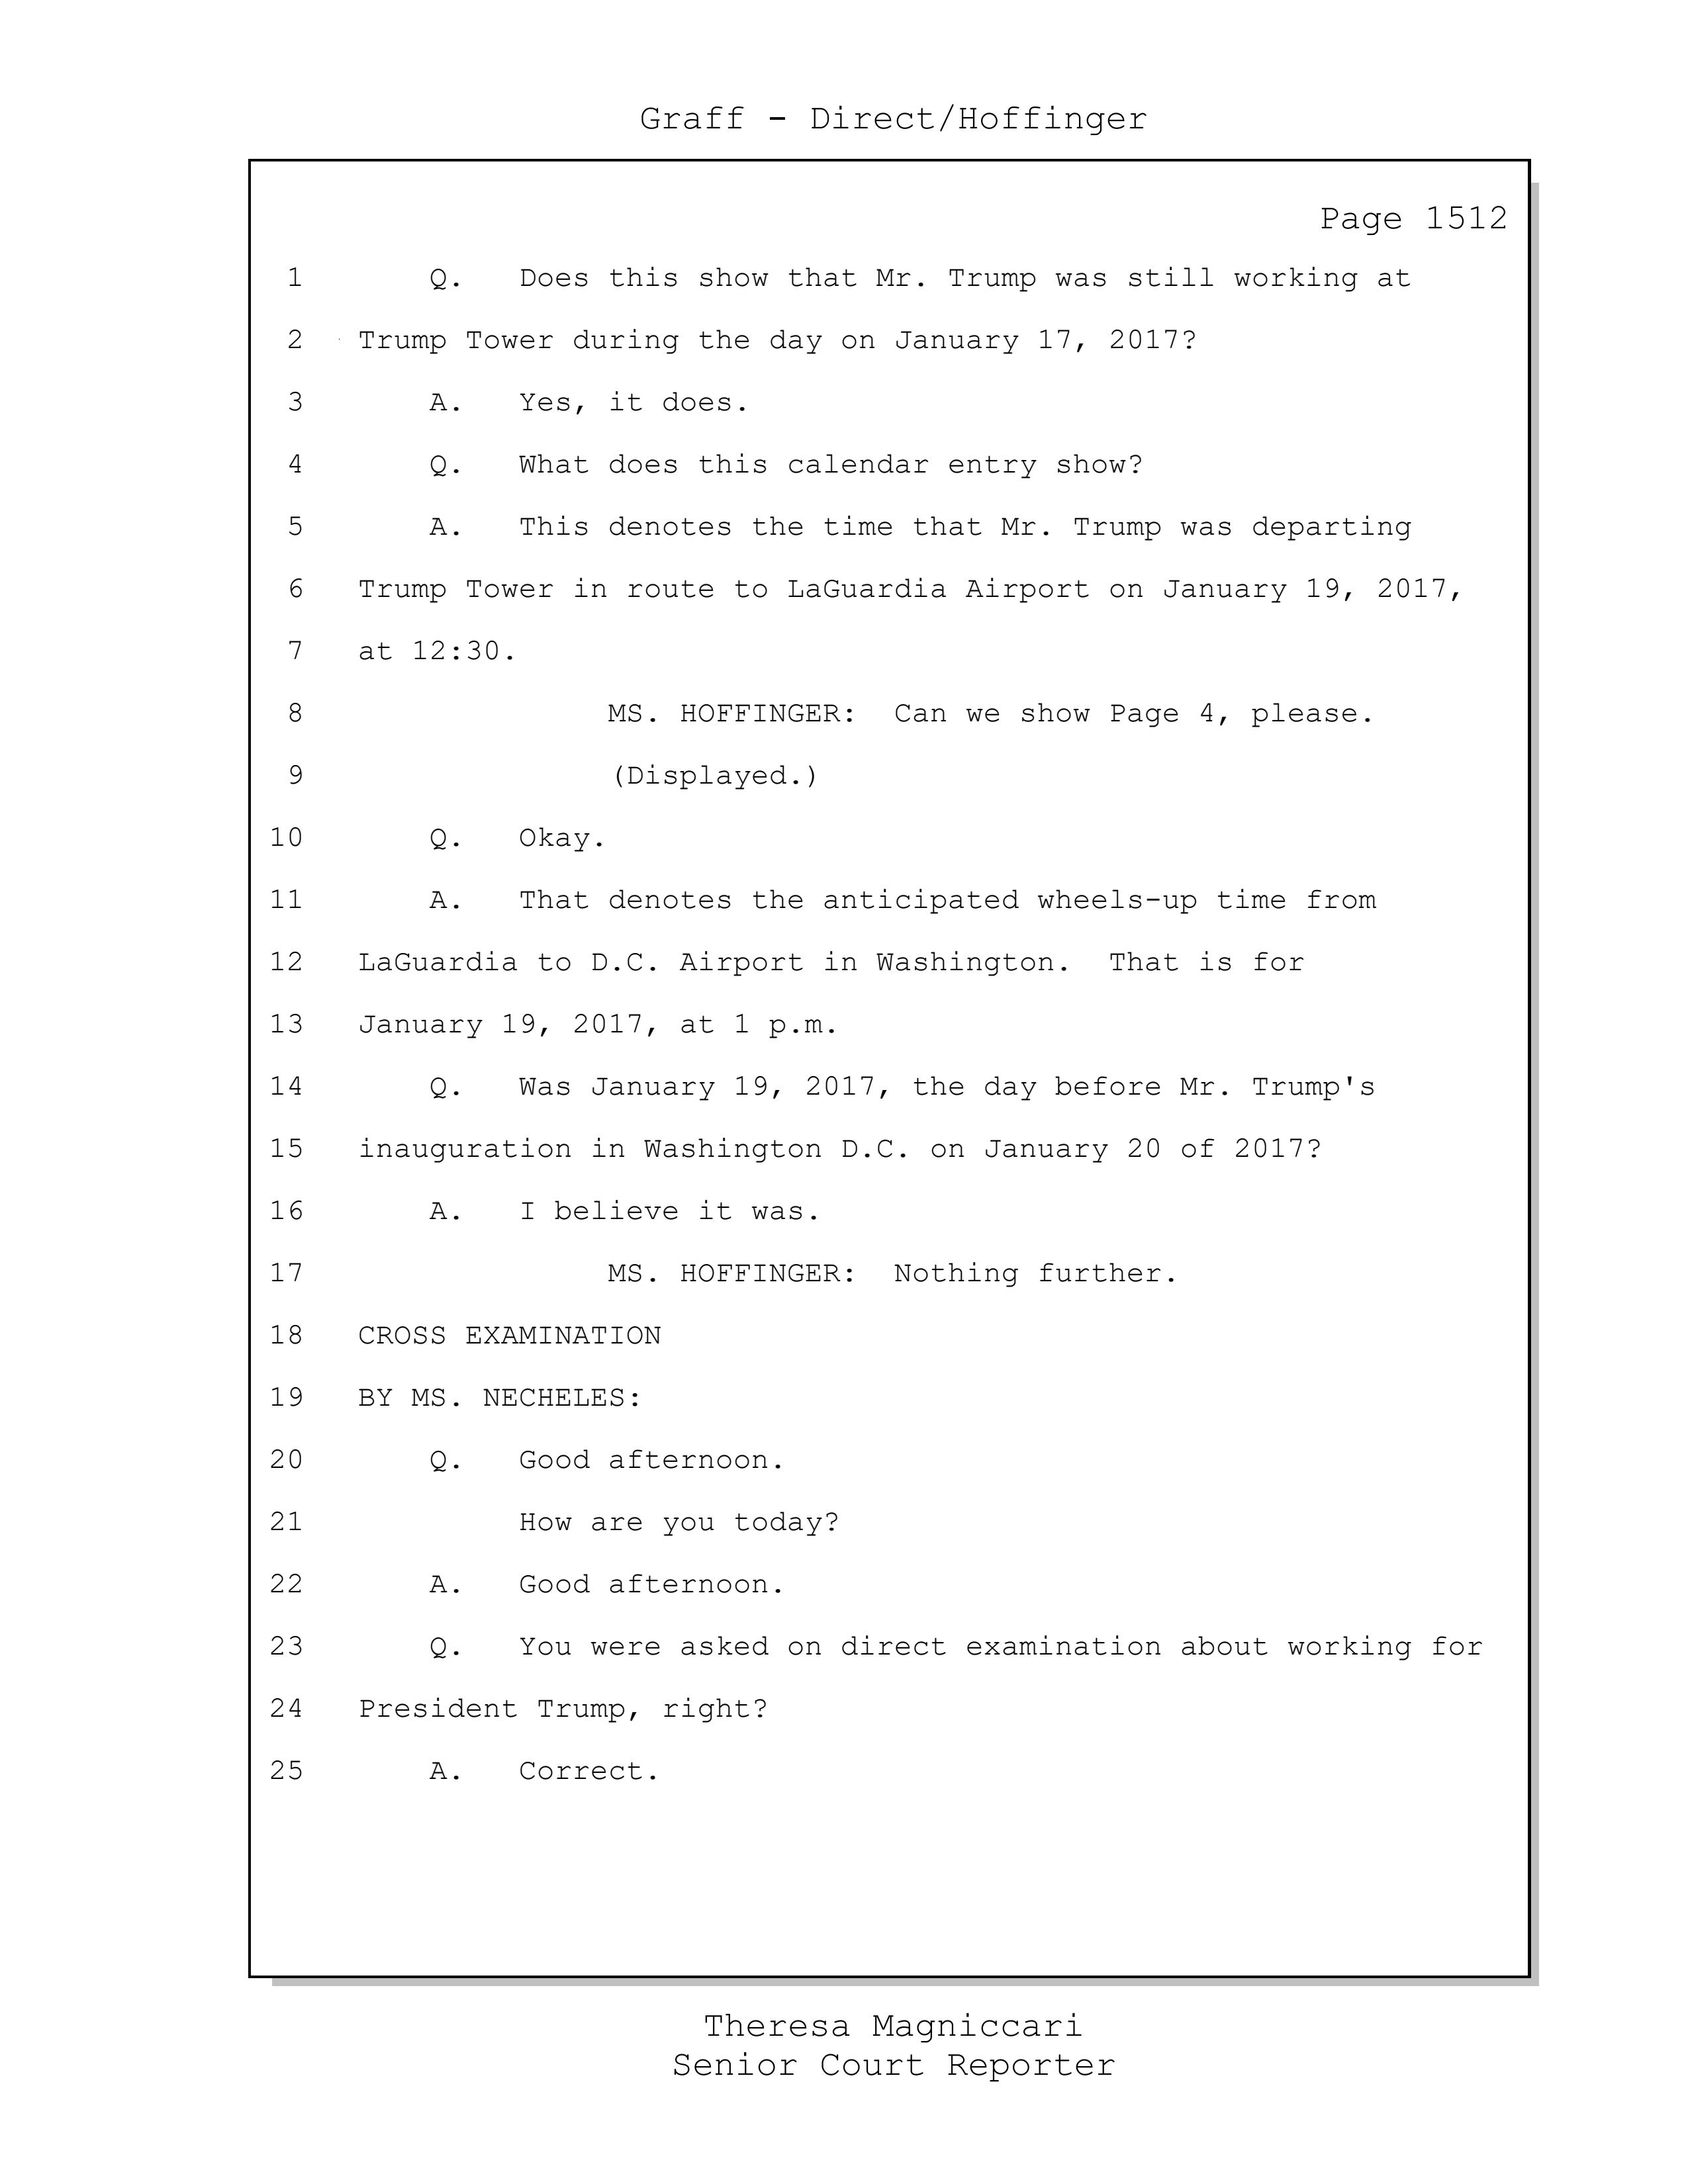 Graff - Direct/Hoffinger
Page 1512
1 Q. Does this show that Mr. Trump was still working at
2 Trump Tower during the day on January 17, 2017?
3 A. Yes, it does.
4 Q. What does this calendar entry show?
5 A. This denotes the time that Mr. Trump was departing
6 Trump Tower in route to LaGuardia Airport on January 19, 2017,
7 at 12:30.
8 MS. HOFFINGER: Can we show Page 4, please.
9 (Displayed.)
10 Q. Okay.
11 A. That denotes the anticipated wheels-up time from
12 LaGuardia to D.C. Airport in Washington. That is for
13 January 19, 2017, at 1 p.m.
14 Q. Was January 19, 2017, the day before Mr. Trump's
15 inauguration in Washington D.C. on January 20 of 2017?
16 A. I believe it was.
17 MS. HOFFINGER: Nothing further.
18 CROSS EXAMINATION
19 BY MS. NECHELES:
20 Q. Good afternoon.
21 How are you today?
22 A. Good afternoon.
23 Q. You were asked on direct examination about working for
24 President Trump, right?
25 A. Correct.
Theresa Magniccari
Senior Court Reporter